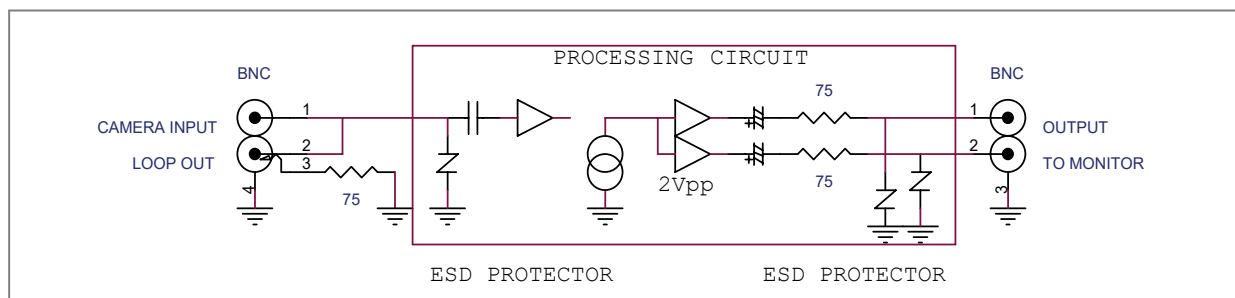 PROCESSING CIRCUIT
BNC
BNC
75
1
1
CAMERA INPUT
OUTPUT
2
2
LOOP OUT
TO MONITOR
3
4
75
2Vpp
75
3
ESD PROTECTOR
ESD PROTECTOR